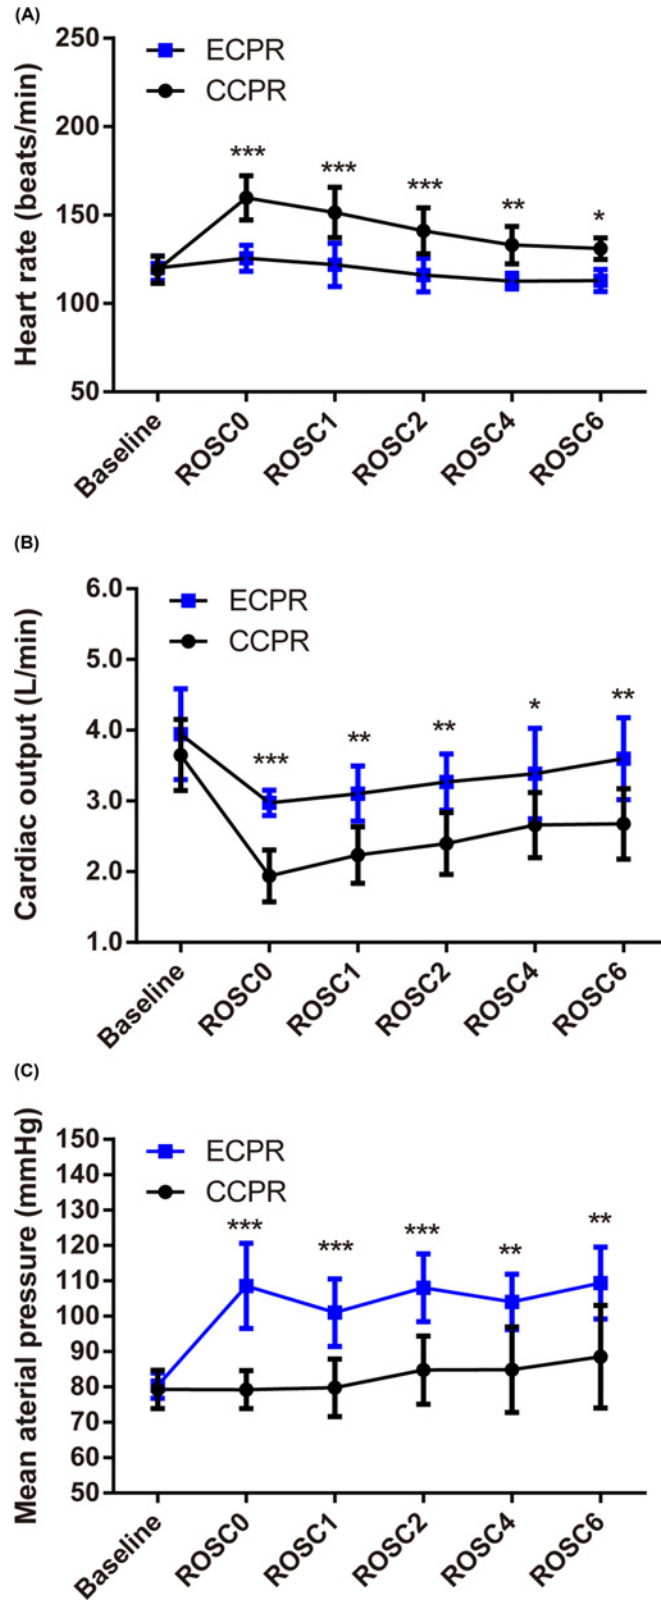 (A)
Heart rate (beats/min)
250
200
150
100
50
ECPR
CCPR
***
***
***
**
*
Baseline
ROSC0
ROSC1
ROSC2
ROSC4
ROSC6
(B)
Cardiac output (L/min)
6.0
5.0
4.0
3.0
2.0
1.0
ECPR
CCPR
***
**
**
*
**
Baseline
ROSC0
ROSC1
ROSC2
ROSC4
ROSC6
(C)
Mean aterial pressure (mmHg)
150
140
130
120
110
100
90
80
70
60
50
ECPR
CCPR
***
***
***
**
**
Baseline
ROSC0
ROSC1
ROSC2
ROSC4
ROSC6